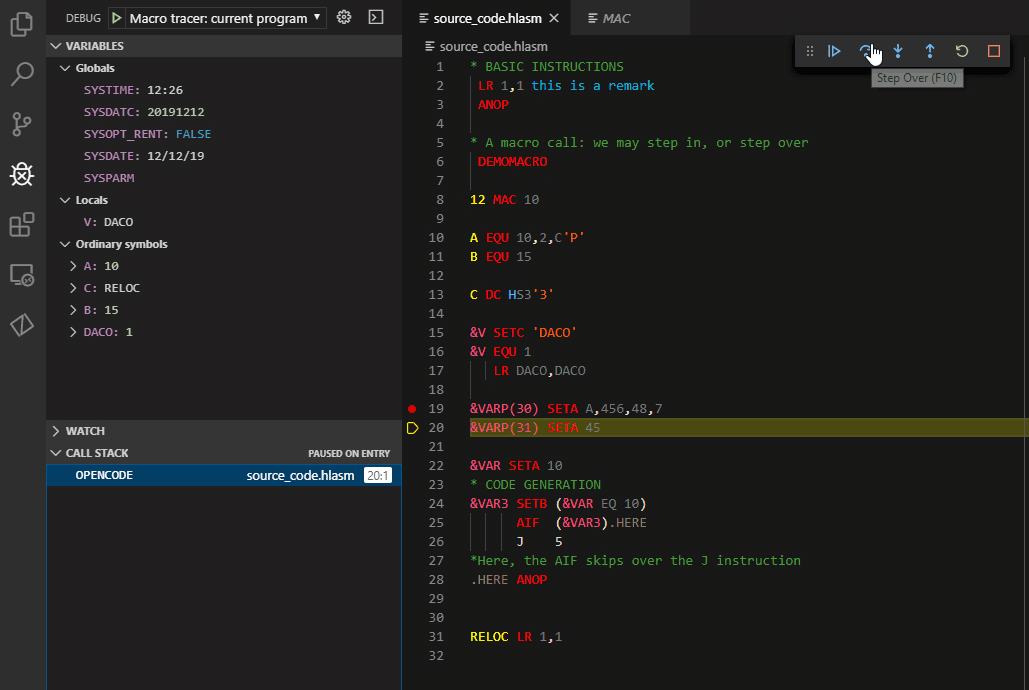 DEBUG Macro tracer: current program
VARIABLES
Globals
SYSTIME: 12:26
SYSDATC: 20191212
SYSOPT_RENT: FALSE
SYSDATE: 12/12/19
SYSPARM
Locals
V: DACO
Ordinary symbols
A: 10
C: RELOC
B: 15
DACO: 1
WATCH
CALL STACK PAUSED ON ENTRY
OPENCODE source_code.hlasm 20:1
source_code.hlasm MAC
source_code.hlasm
Step Over (F10)
1 * BASIC INSTRUCTIONS
2 LR 1,1 this is a remark
3 ANOP
4
5 * A macro call: we may step in, or step over
6 DEMOMACRO
7
8 12 MAC 10
9
10 A EQU 10,2,C'P'
11 B EQU 15
12
13 C DC HS3'3'
14
15 &V SETC 'DACO'
16 &V EQU 1
17 LR DACO,DACO
18
19 &VARP(30) SETA A,456,48,7
20 &VARP(31) SETA 45
21
22 &VAR SETA 10
23 * CODE GENERATION
24 &VAR3 SETB (&VAR EQ 10)
25 AIF (&VAR3).HERE
26 J 5
27 *Here, the AIF skips over the J instruction
28 .HERE ANOP
29
30
31 RELOC LR 1,1
32